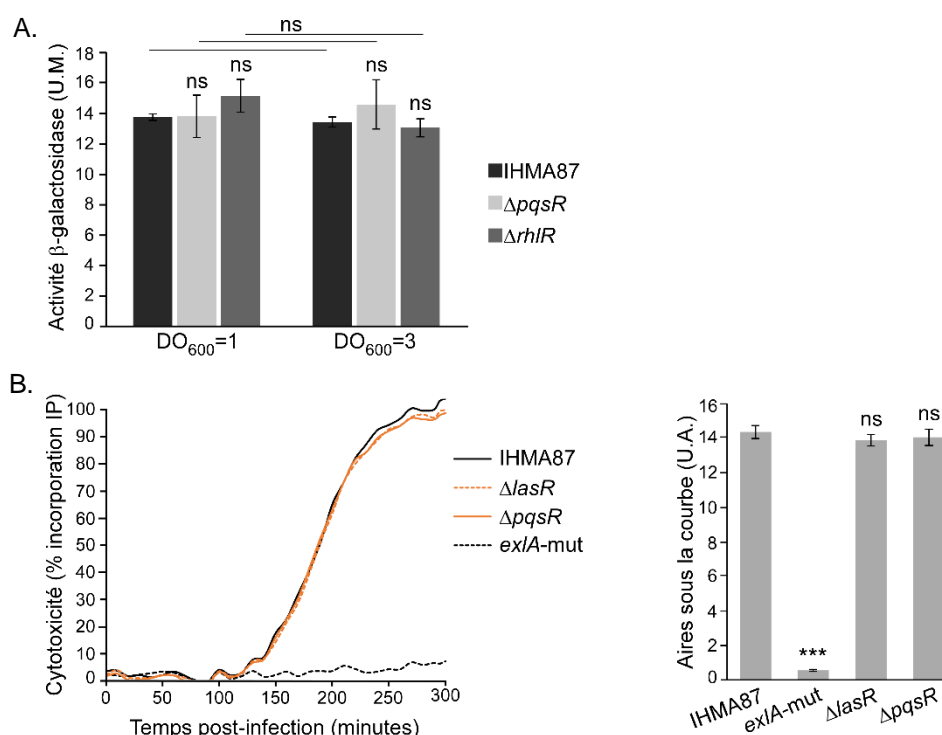 A.
ns
ns
ns
ns
ns
Activité β-galactosidase (U.M.)
18
16
14
12
10
8
6
4
2
0
DO600=1
DO600=3
IHMA87
ΔpqsR
ΔrhlR
B.
Cytotoxicité (% incorporation IP)
100
90
80
70
60
50
40
30
20
10
0
0
50
100
150
200
250
300
Temps post-infection (minutes)
IHMA87
ΔlasR
ΔpqsR
exlA-mut
Aires sous la courbe (U.A.)
16
14
12
10
8
6
4
2
0
***
ns
ns
IHMA87
exlA-mut
ΔlasR
ΔpqsR